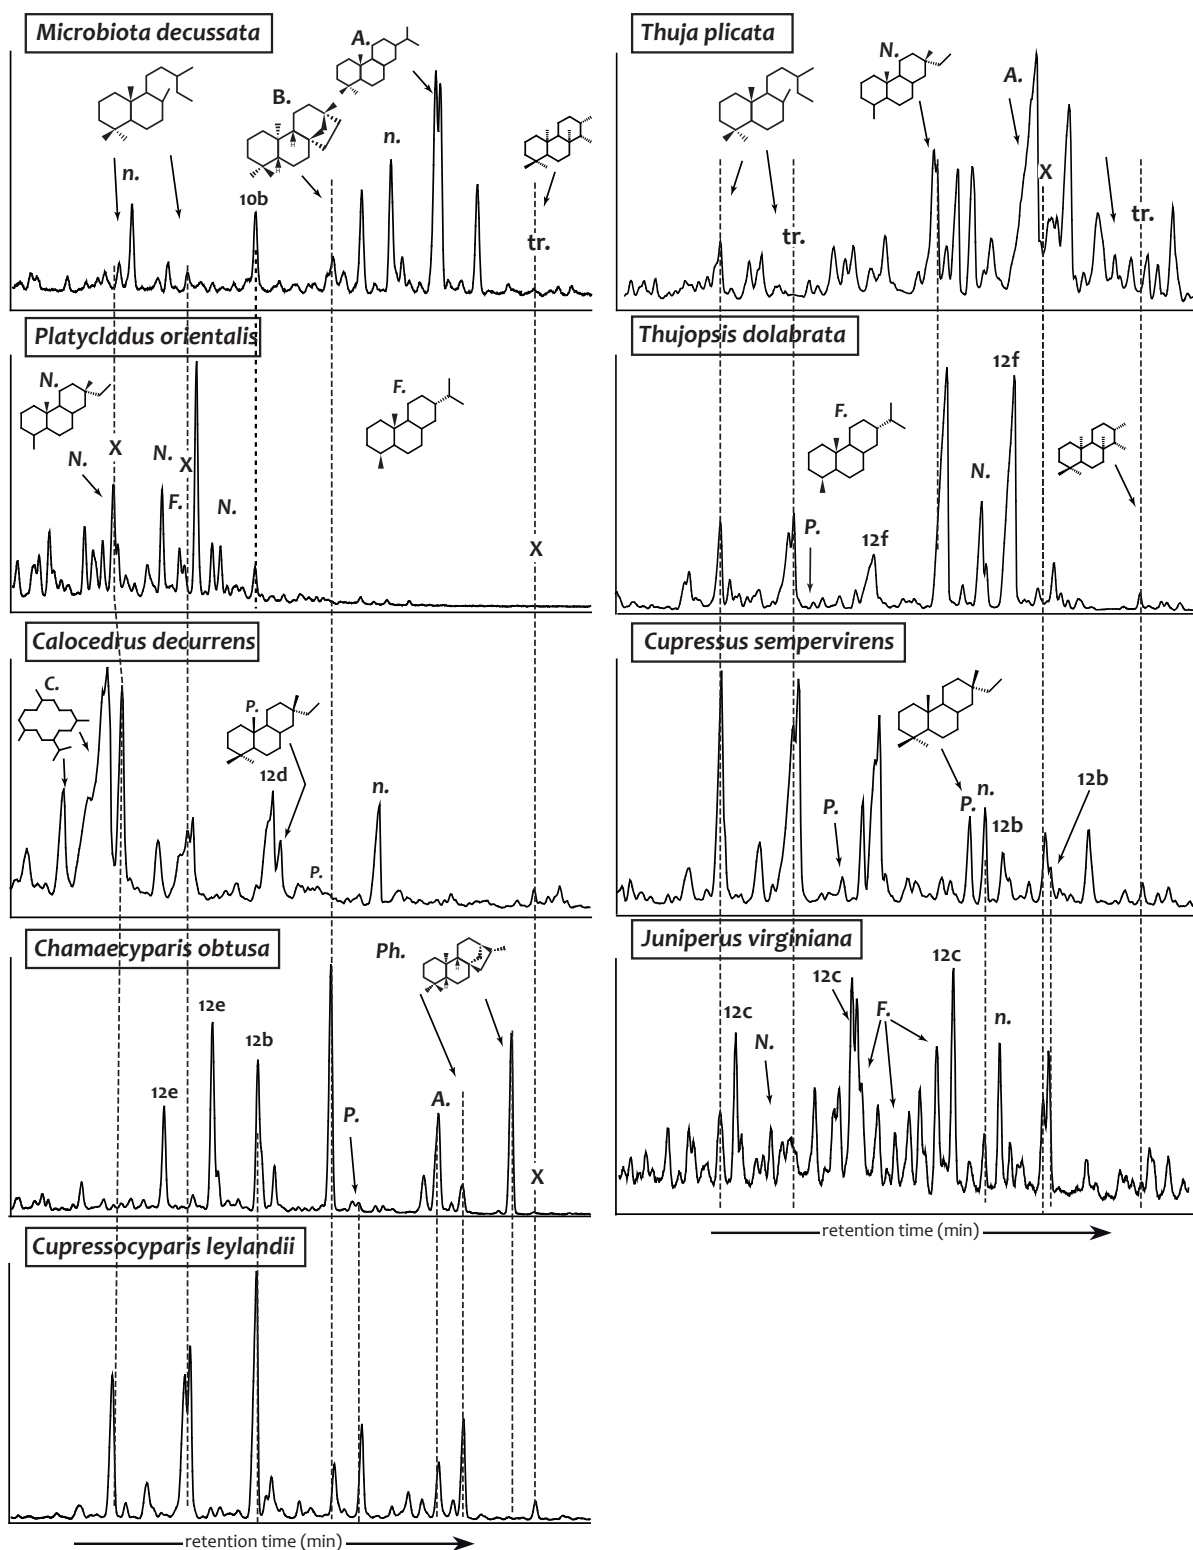 Microbiota decussata
A.
B.
n.
n.
10b
tr.
Platycladus orientalis
N.
F.
X
N.
N.
X
F.
N.
X
Calocedrus decurrens
C.
P.
12d
P.
n.
Chamaecyparis obtusa
Ph.
12e
12b
12e
P.
A.
X
Cupressocyparis leylandii
retention time (min)
Thuja plicata
N.
A.
X
tr.
tr.
Thujopsis dolabrata
12f
F.
N.
P.
12f
Cupressus sempervirens
P.
P.
n.
12b
12b
Juniperus virginiana
12c
12c
12c
F.
N.
n.
retention time (min)